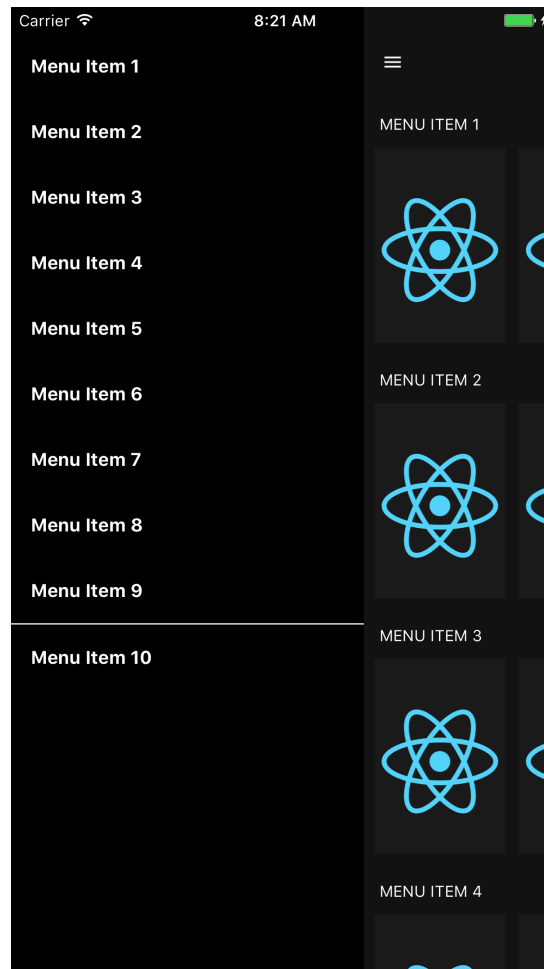 Carrier 8:21 AM
Menu Item 1
Menu Item 2
Menu Item 3
Menu Item 4
Menu Item 5
Menu Item 6
Menu Item 7
Menu Item 8
Menu Item 9
Menu Item 10
MENU ITEM 1
MENU ITEM 2
MENU ITEM 3
MENU ITEM 4